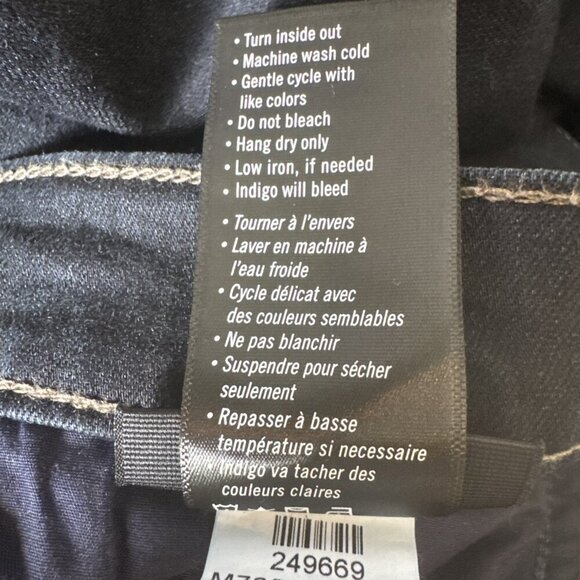 • Turn inside out
• Machine wash cold
• Gentle cycle with
like colors
• Do not bleach
• Hang dry only
• Low iron, if needed
• Indigo will bleed
• Tourner à l'envers
• Laver en machine à
l'eau froide
• Cycle délicat avec
des couleurs semblables
• Ne pas blanchir
• Suspendre pour sécher
seulement
• Repasser à basse
température si necessaire
Indigo va tacher des
couleurs claires
249669